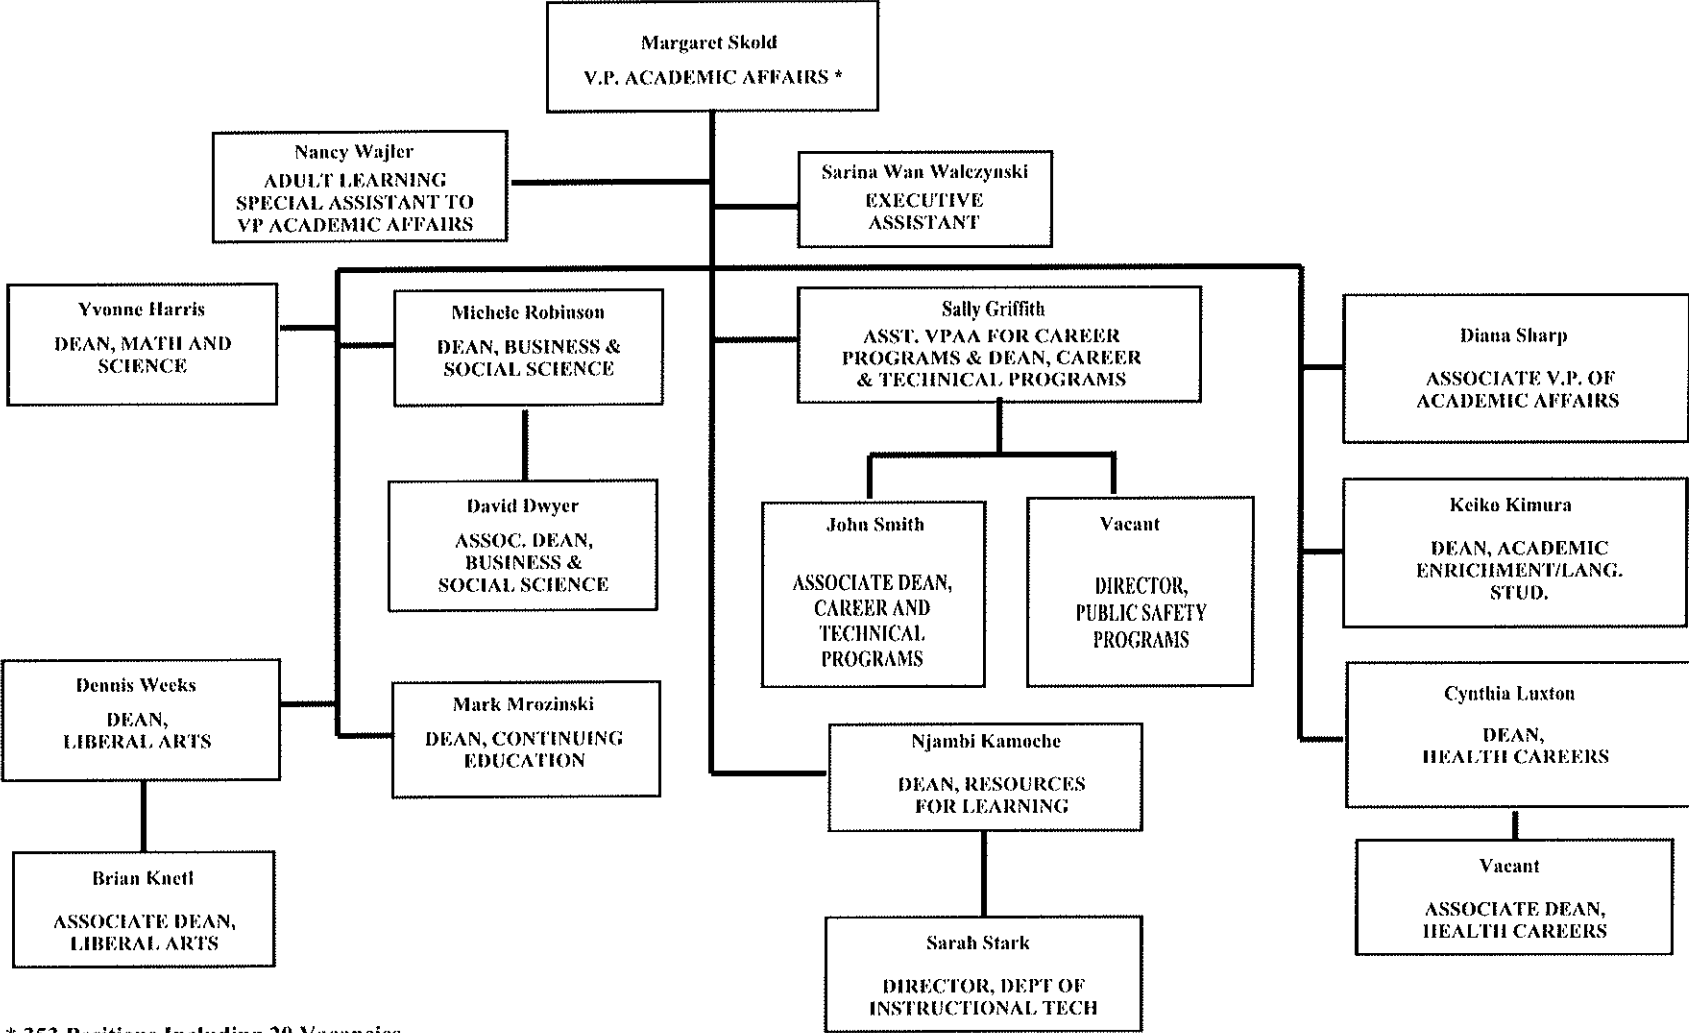 Margaret Skold
V.P. ACADEMIC AFFAIRS *
Nancy Wajler
ADULT LEARNING
SPECIAL ASSISTANT TO
VP ACADEMIC AFFAIRS
Sarina Wan Walczynski
EXECUTIVE
ASSISTANT
Yvonne Harris
DEAN, MATH AND
SCIENCE
Michele Robinson
DEAN, BUSINESS &
SOCIAL SCIENCE
Sally Griffith
ASST. VPAA FOR CAREER
PROGRAMS & DEAN, CAREER
& TECHNICAL PROGRAMS
Diana Sharp
ASSOCIATE V.P. OF
ACADEMIC AFFAIRS
David Dwyer
ASSOC. DEAN,
BUSINESS &
SOCIAL SCIENCE
John Smith
ASSOCIATE DEAN,
CAREER AND
TECHNICAL
PROGRAMS
Vacant
DIRECTOR,
PUBLIC SAFETY
PROGRAMS
Keiko Kimura
DEAN, ACADEMIC
ENRICHMENT/LANG.
STUD.
Dennis Weeks
DEAN,
LIBERAL ARTS
Mark Mrozinski
DEAN, CONTINUING
EDUCATION
Njambi Kamoche
DEAN, RESOURCES
FOR LEARNING
Cynthia Luxton
DEAN,
HEALTH CAREERS
Brian Knetl
ASSOCIATE DEAN,
LIBERAL ARTS
Sarah Stark
DIRECTOR, DEPT OF
INSTRUCTIONAL TECH
Vacant
ASSOCIATE DEAN,
HEALTH CAREERS
* 353 Positions Including 20 Vacancies